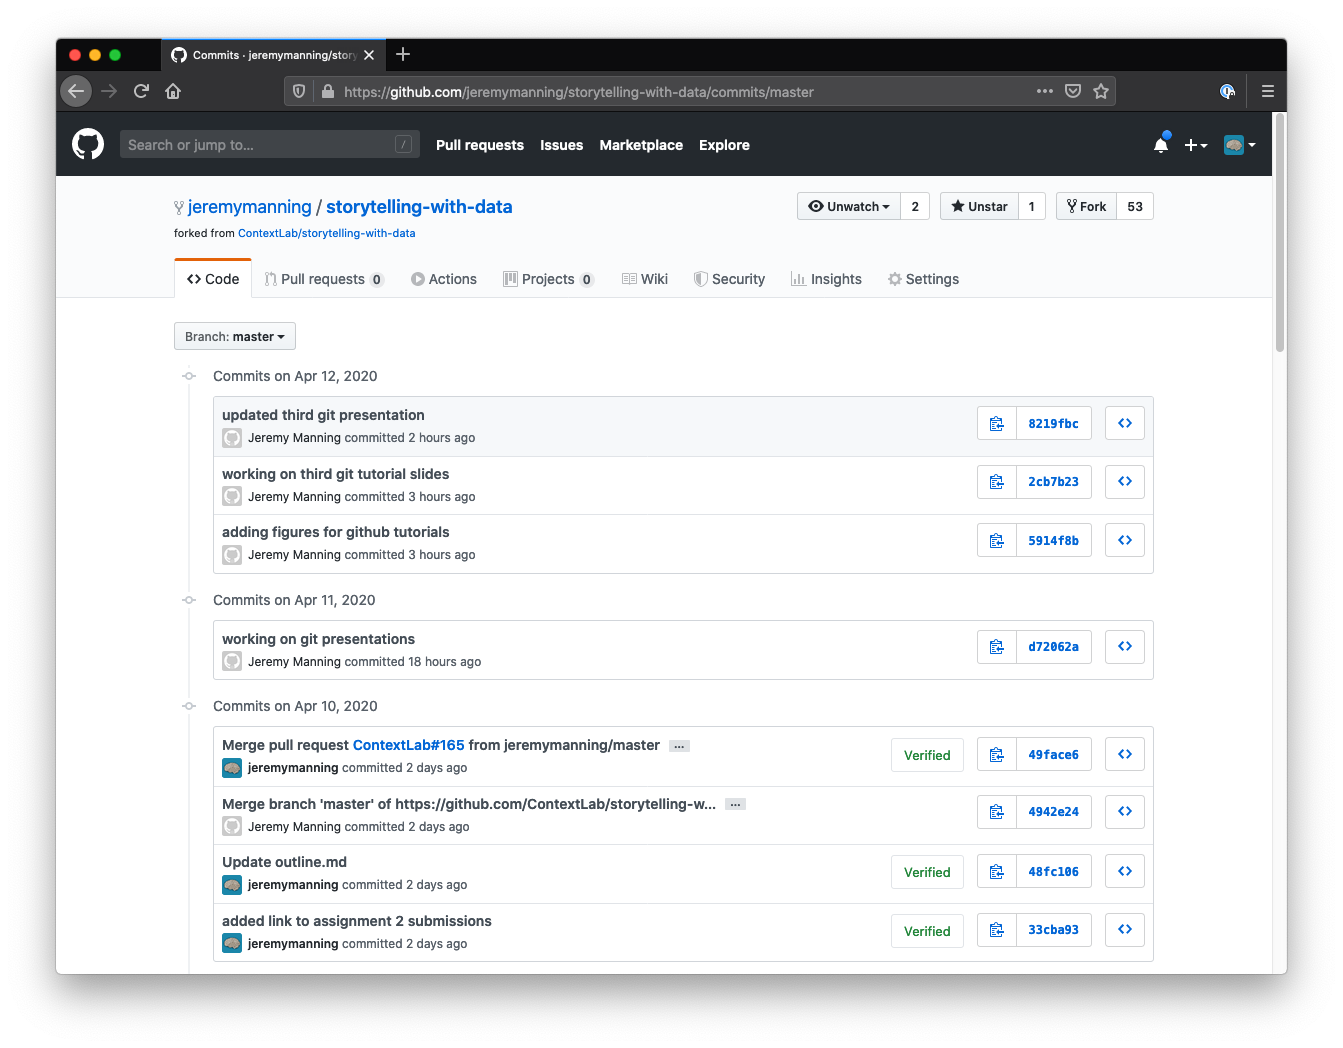 Commits · jeremymanning/story
https://github.com/jeremymanning/storytelling-with-data/commits/master
Search or jump to... / Pull requests Issues Marketplace Explore
jeremymanning / storytelling-with-data Unwatch 2 Unstar 1 Fork 53
forked from ContextLab/storytelling-with-data
Code Pull requests 0 Actions Projects 0 Wiki Security Insights Settings
Branch: master
Commits on Apr 12, 2020
updated third git presentation
Jeremy Manning committed 2 hours ago
8219fbc
working on third git tutorial slides
Jeremy Manning committed 3 hours ago
2cb7b23
adding figures for github tutorials
Jeremy Manning committed 3 hours ago
5914f8b
Commits on Apr 11, 2020
working on git presentations
Jeremy Manning committed 18 hours ago
d72062a
Commits on Apr 10, 2020
Merge pull request ContextLab#165 from jeremymanning/master ...
jeremymanning committed 2 days ago
Verified 49face6
Merge branch 'master' of https://github.com/ContextLab/storytelling-w... ...
Jeremy Manning committed 2 days ago
4942e24
Update outline.md
jeremymanning committed 2 days ago
Verified 48fc106
added link to assignment 2 submissions
jeremymanning committed 2 days ago
Verified 33cba93